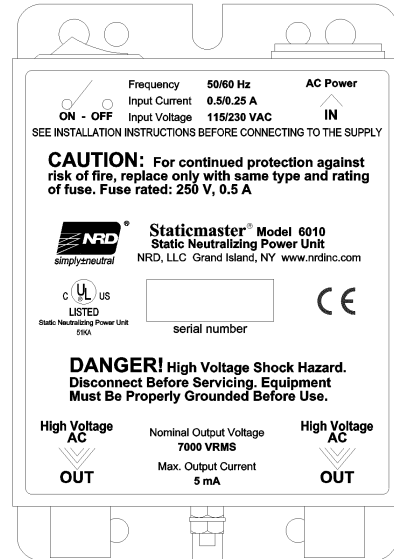 Frequency 50/60 Hz
Input Current 0.5/0.25 A
Input Voltage 115/230 VAC
ON - OFF
AC Power
IN
SEE INSTALLATION INSTRUCTIONS BEFORE CONNECTING TO THE SUPPLY
CAUTION: For continued protection against
risk of fire, replace only with same type and rating
of fuse. Fuse rated: 250 V, 0.5 A
NRD ®
simply±neutral
Staticmaster® Model 6010
Static Neutralizing Power Unit
NRD, LLC Grand Island, NY www.nrdinc.com
C UL US
LISTED
Static Neutralizing Power Unit
51KA
serial number
CE
DANGER! High Voltage Shock Hazard.
Disconnect Before Servicing. Equipment
Must Be Properly Grounded Before Use.
High Voltage
AC
OUT
Nominal Output Voltage
7000 VRMS
Max. Output Current
5 mA
High Voltage
AC
OUT